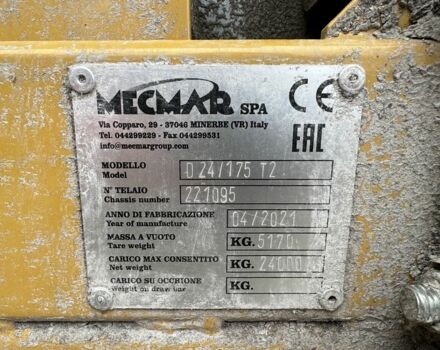 MECMAR SPA
CE
Via Copparo, 29 - 37046 MINERBE (VR) Italy
Tel. 044299229 - Fax 044299531
info@mecmargroup.com
EAC
MODELLO
Model
D 24/175 T2
N° TELAIO
Chassis number
221095
ANNO DI FABBRICAZIONE
Year of manufacture
04/2021
MASSA A VUOTO
Tare weight
KG. 5170
CARICO MAX CONSENTITO
Net weight
KG. 24000
CARICO SU OCCHIONE
Weight on draw bar
KG.